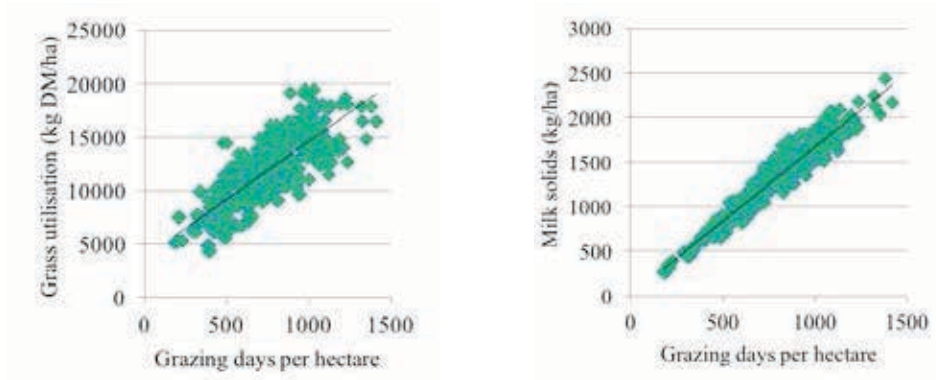 Grass utilisation (kg DM/ha)
25000
20000
15000
10000
5000
0
0 500 1000 1500
Grazing days per hectare
Milk solids (kg/ha)
3000
2500
2000
1500
1000
500
0
0 500 1000 1500
Grazing days per hectare